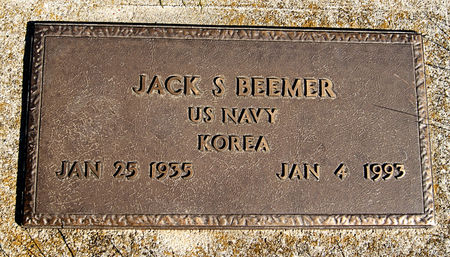 JACK S BEEMER
US NAVY
KOREA
JAN 25 1935 JAN 4 1993